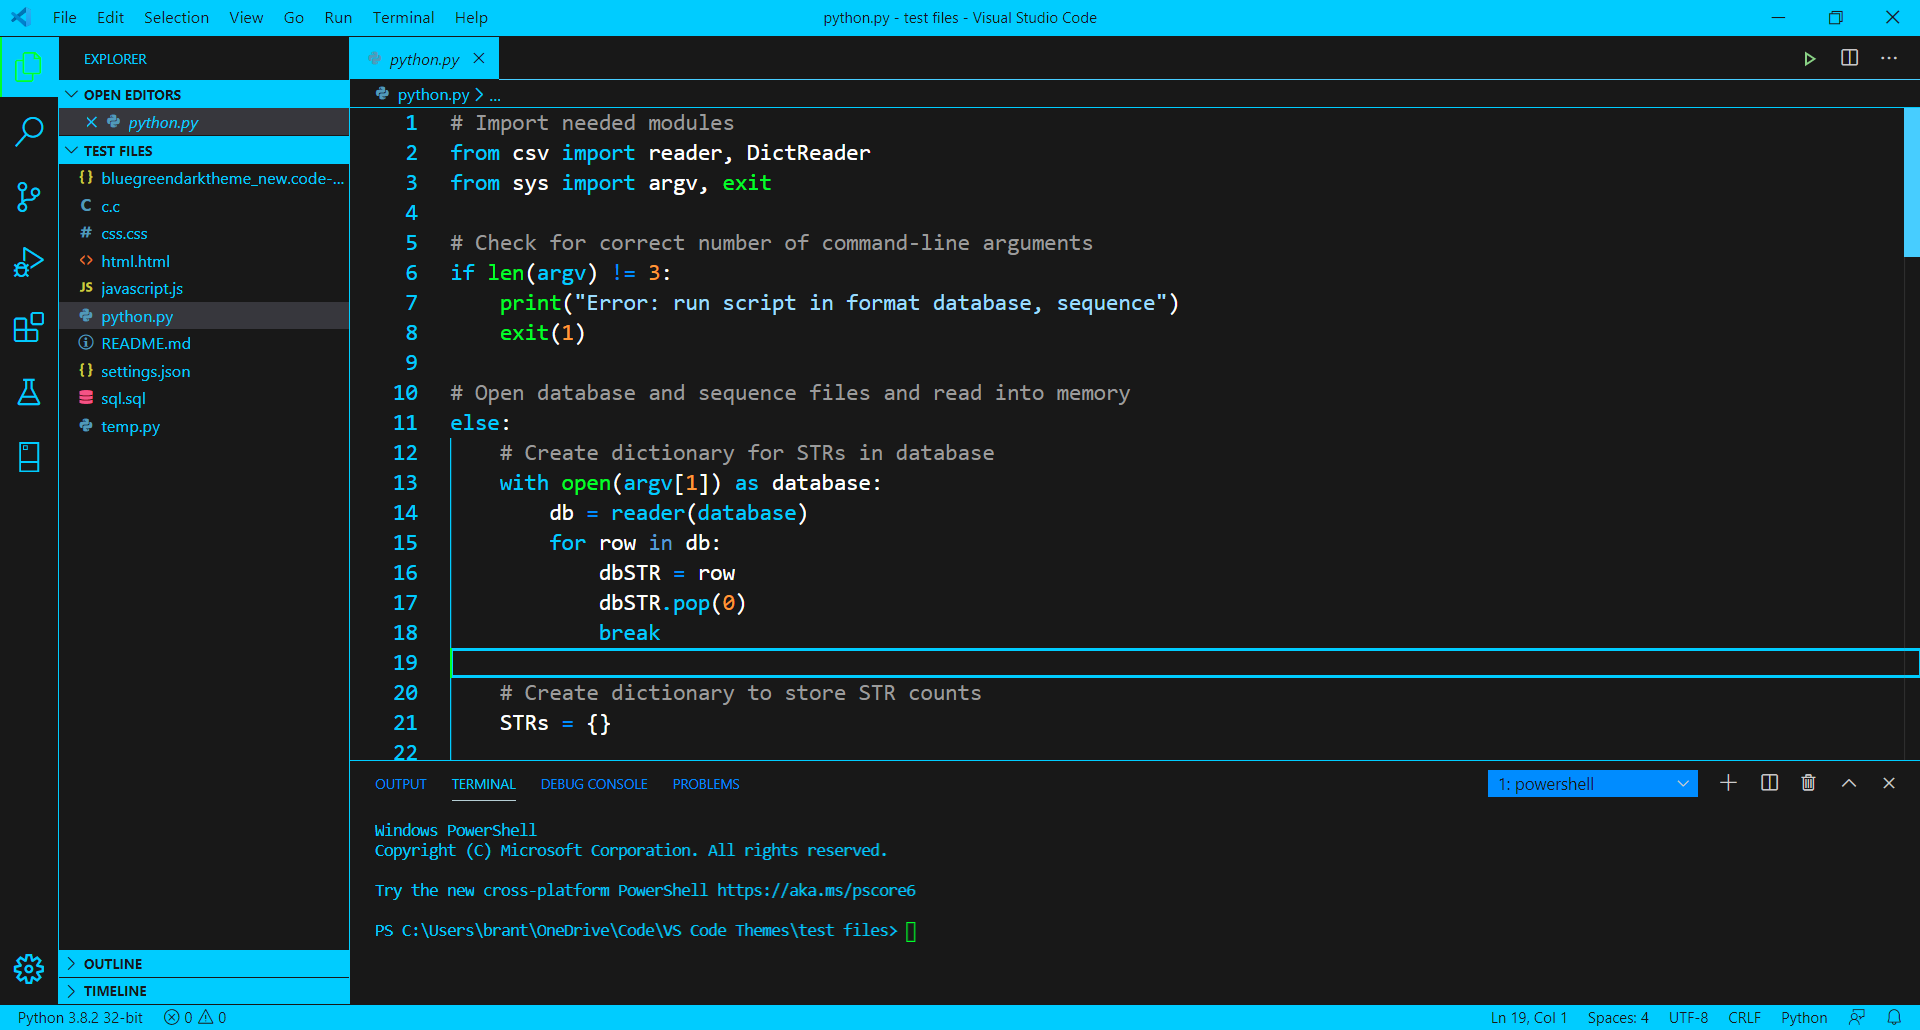 File Edit Selection View Go Run Terminal Help
python.py - test files - Visual Studio Code
EXPLORER
OPEN EDITORS
python.py
TEST FILES
{} bluegreendarktheme_new.code-...
C c.c
# css.css
<> html.html
JS javascript.js
python.py
README.md
{} settings.json
sql.sql
temp.py
OUTLINE
TIMELINE
python.py
python.py > ...
1 # Import needed modules
2 from csv import reader, DictReader
3 from sys import argv, exit
4
5 # Check for correct number of command-line arguments
6 if len(argv) != 3:
7     print("Error: run script in format database, sequence")
8     exit(1)
9
10 # Open database and sequence files and read into memory
11 else:
12     # Create dictionary for STRs in database
13     with open(argv[1]) as database:
14         db = reader(database)
15         for row in db:
16             dbSTR = row
17             dbSTR.pop(0)
18             break
19
20     # Create dictionary to store STR counts
21     STRs = {}
22
OUTPUT TERMINAL DEBUG CONSOLE PROBLEMS
1: powershell
Windows PowerShell
Copyright (C) Microsoft Corporation. All rights reserved.
Try the new cross-platform PowerShell https://aka.ms/pscore6
PS C:\Users\brant\OneDrive\Code\VS Code Themes\test files>
Python 3.8.2 32-bit 0 0
Ln 19, Col 1 Spaces: 4 UTF-8 CRLF Python